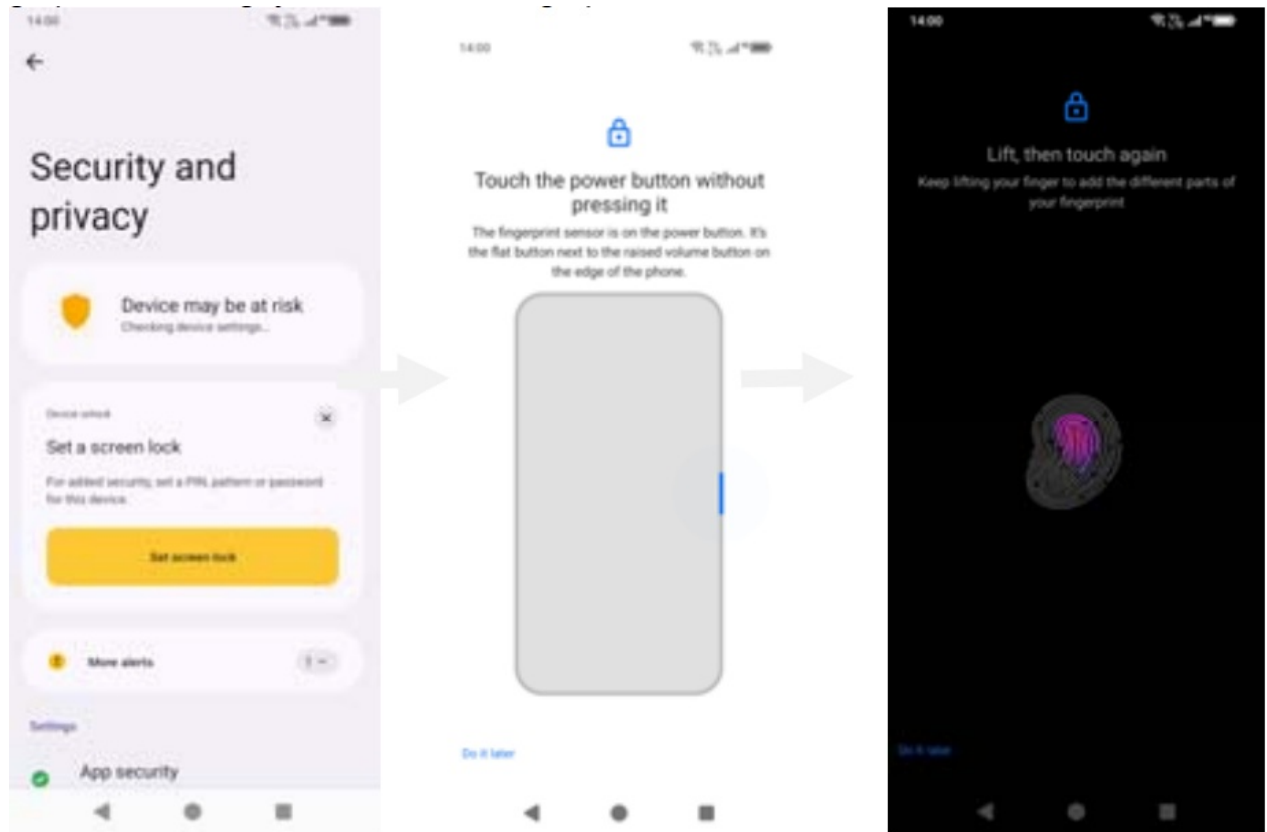 14:00
Security and
privacy
Device may be at risk
Checking device settings...
Device unlock
Set a screen lock
For added security, set a PIN, pattern or password
for this device.
Set screen lock
More alerts
1
Settings
App security
14:00
Touch the power button without
pressing it
The fingerprint sensor is on the power button. It's
the flat button next to the raised volume button on
the edge of the phone.
Do it later
14:00
Lift, then touch again
Keep lifting your finger to add the different parts of
your fingerprint
Do it later